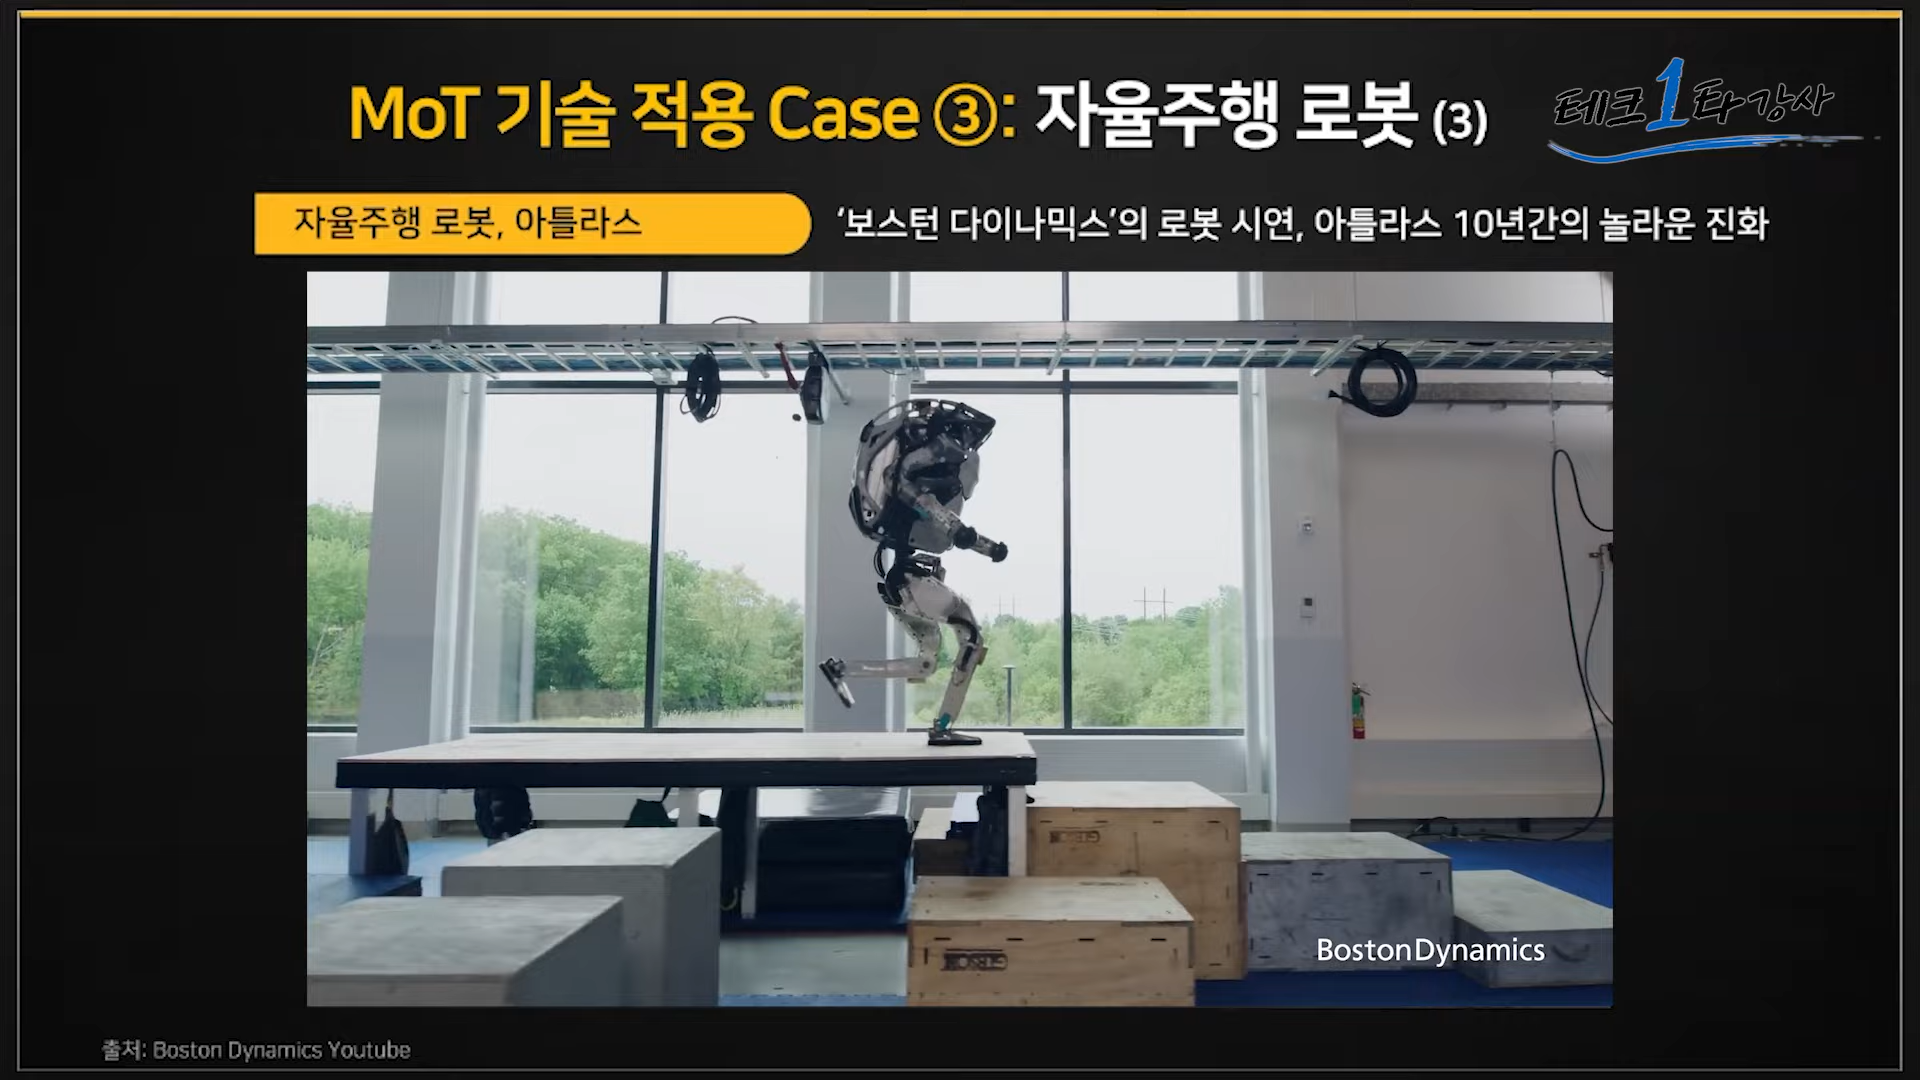 MoT 기술 적용 Case ③: 자율주행 로봇 (3)
테크1타강사
자율주행 로봇, 아틀라스
'보스턴 다이나믹스'의 로봇 시연, 아틀라스 10년간의 놀라운 진화
BostonDynamics
출처: Boston Dynamics Youtube